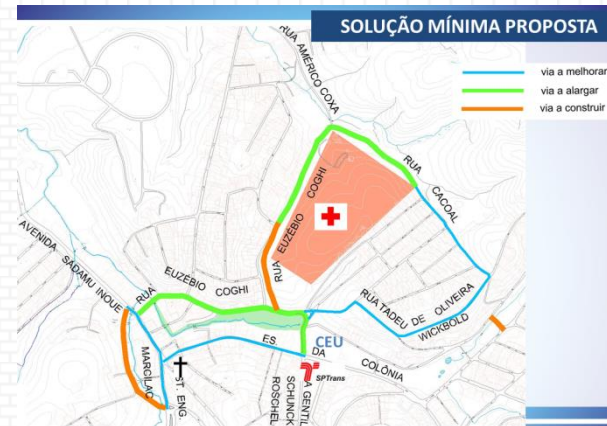 SOLUÇÃO MÍNIMA PROPOSTA
via a melhorar
via a alargar
via a construir
RUA AMÉRICO COXA
RUA CACOAL
RUA EUZÉBIO COGHI
AVENIDA SADAMU INOUE
RUA EUZÉBIO COGHI
RUA TADEU DE OLIVEIRA
WICKBOLD
CEU
ES. DA COLÔNIA
MARCILAC
ST. ENG.
SPTrans
A GENTIL
SCHUNCK
ROSCHEL